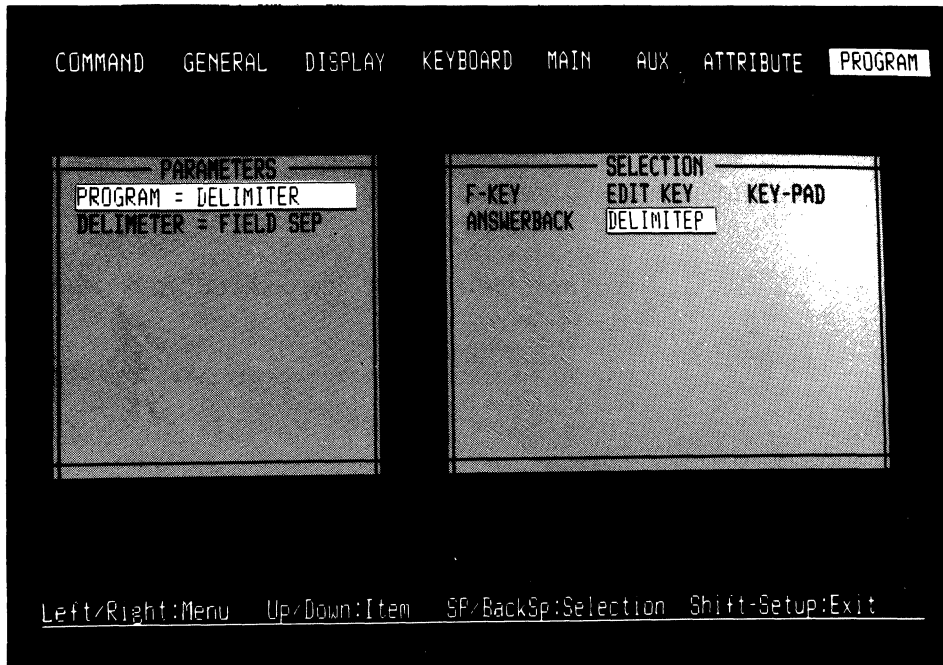 COMMAND GENERAL DISPLAY KEYBOARD MAIN AUX ATTRIBUTE PROGRAM
PARAMETERS
PROGRAM = DELIMITER
DELIMETER = FIELD SEP
SELECTION
F-KEY EDIT KEY KEY-PAD
ANSWERBACK DELIMITER
Left/Right:Menu Up/Down:Item SP/BackSp:Selection Shift-Setup:Exit